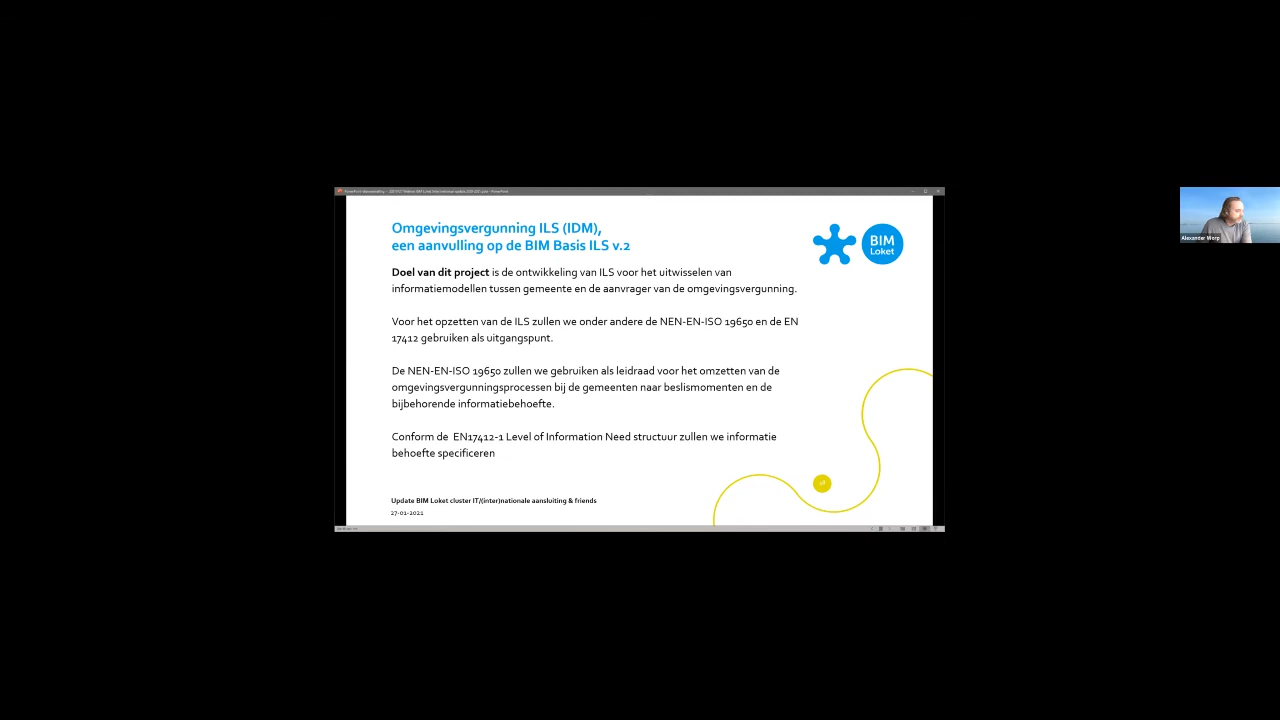 Omgevingsvergunning ILS (IDM),
een aanvulling op de BIM Basis ILS v.2
BIM
Loket
Doel van dit project is de ontwikkeling van ILS voor het uitwisselen van
informatiemodellen tussen gemeente en de aanvrager van de omgevingsvergunning.
Voor het opzetten van de ILS zullen we onder andere de NEN-EN-ISO 19650 en de EN
17412 gebruiken als uitgangspunt.
De NEN-EN-ISO 19650 zullen we gebruiken als leidraad voor het omzetten van de
omgevingsvergunningsprocessen bij de gemeenten naar beslismomenten en de
bijbehorende informatiebehoefte.
Conform de  EN17412-1 Level of Information Need structuur zullen we informatie
behoefte specificeren
Update BIM Loket cluster IT/(inter)nationale aansluiting & friends
27-01-2021
Alexander Worp